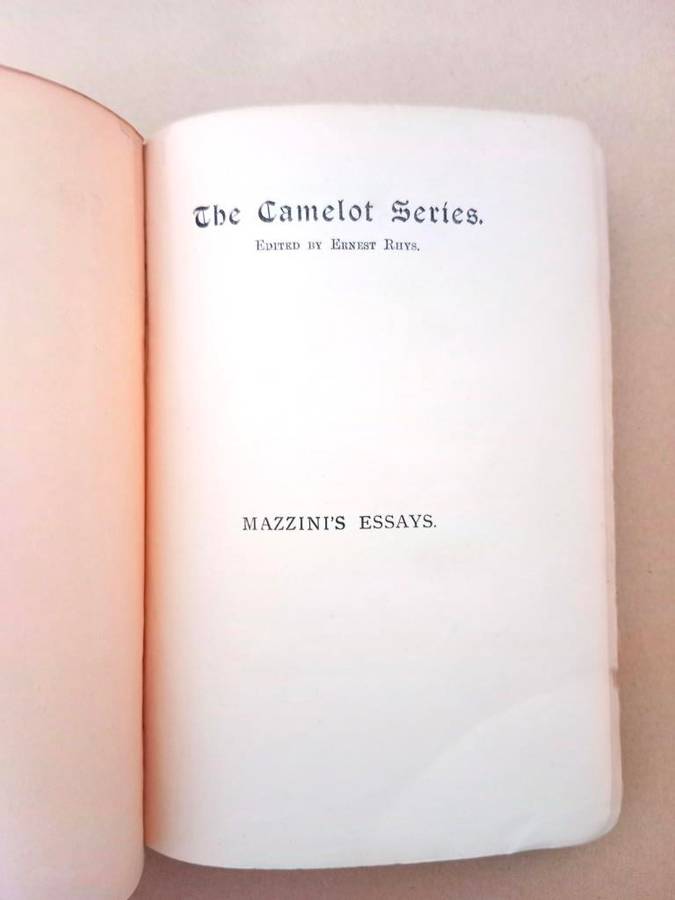 The Camelot Series.
Edited by Ernest Rhys.
MAZZINI'S ESSAYS.